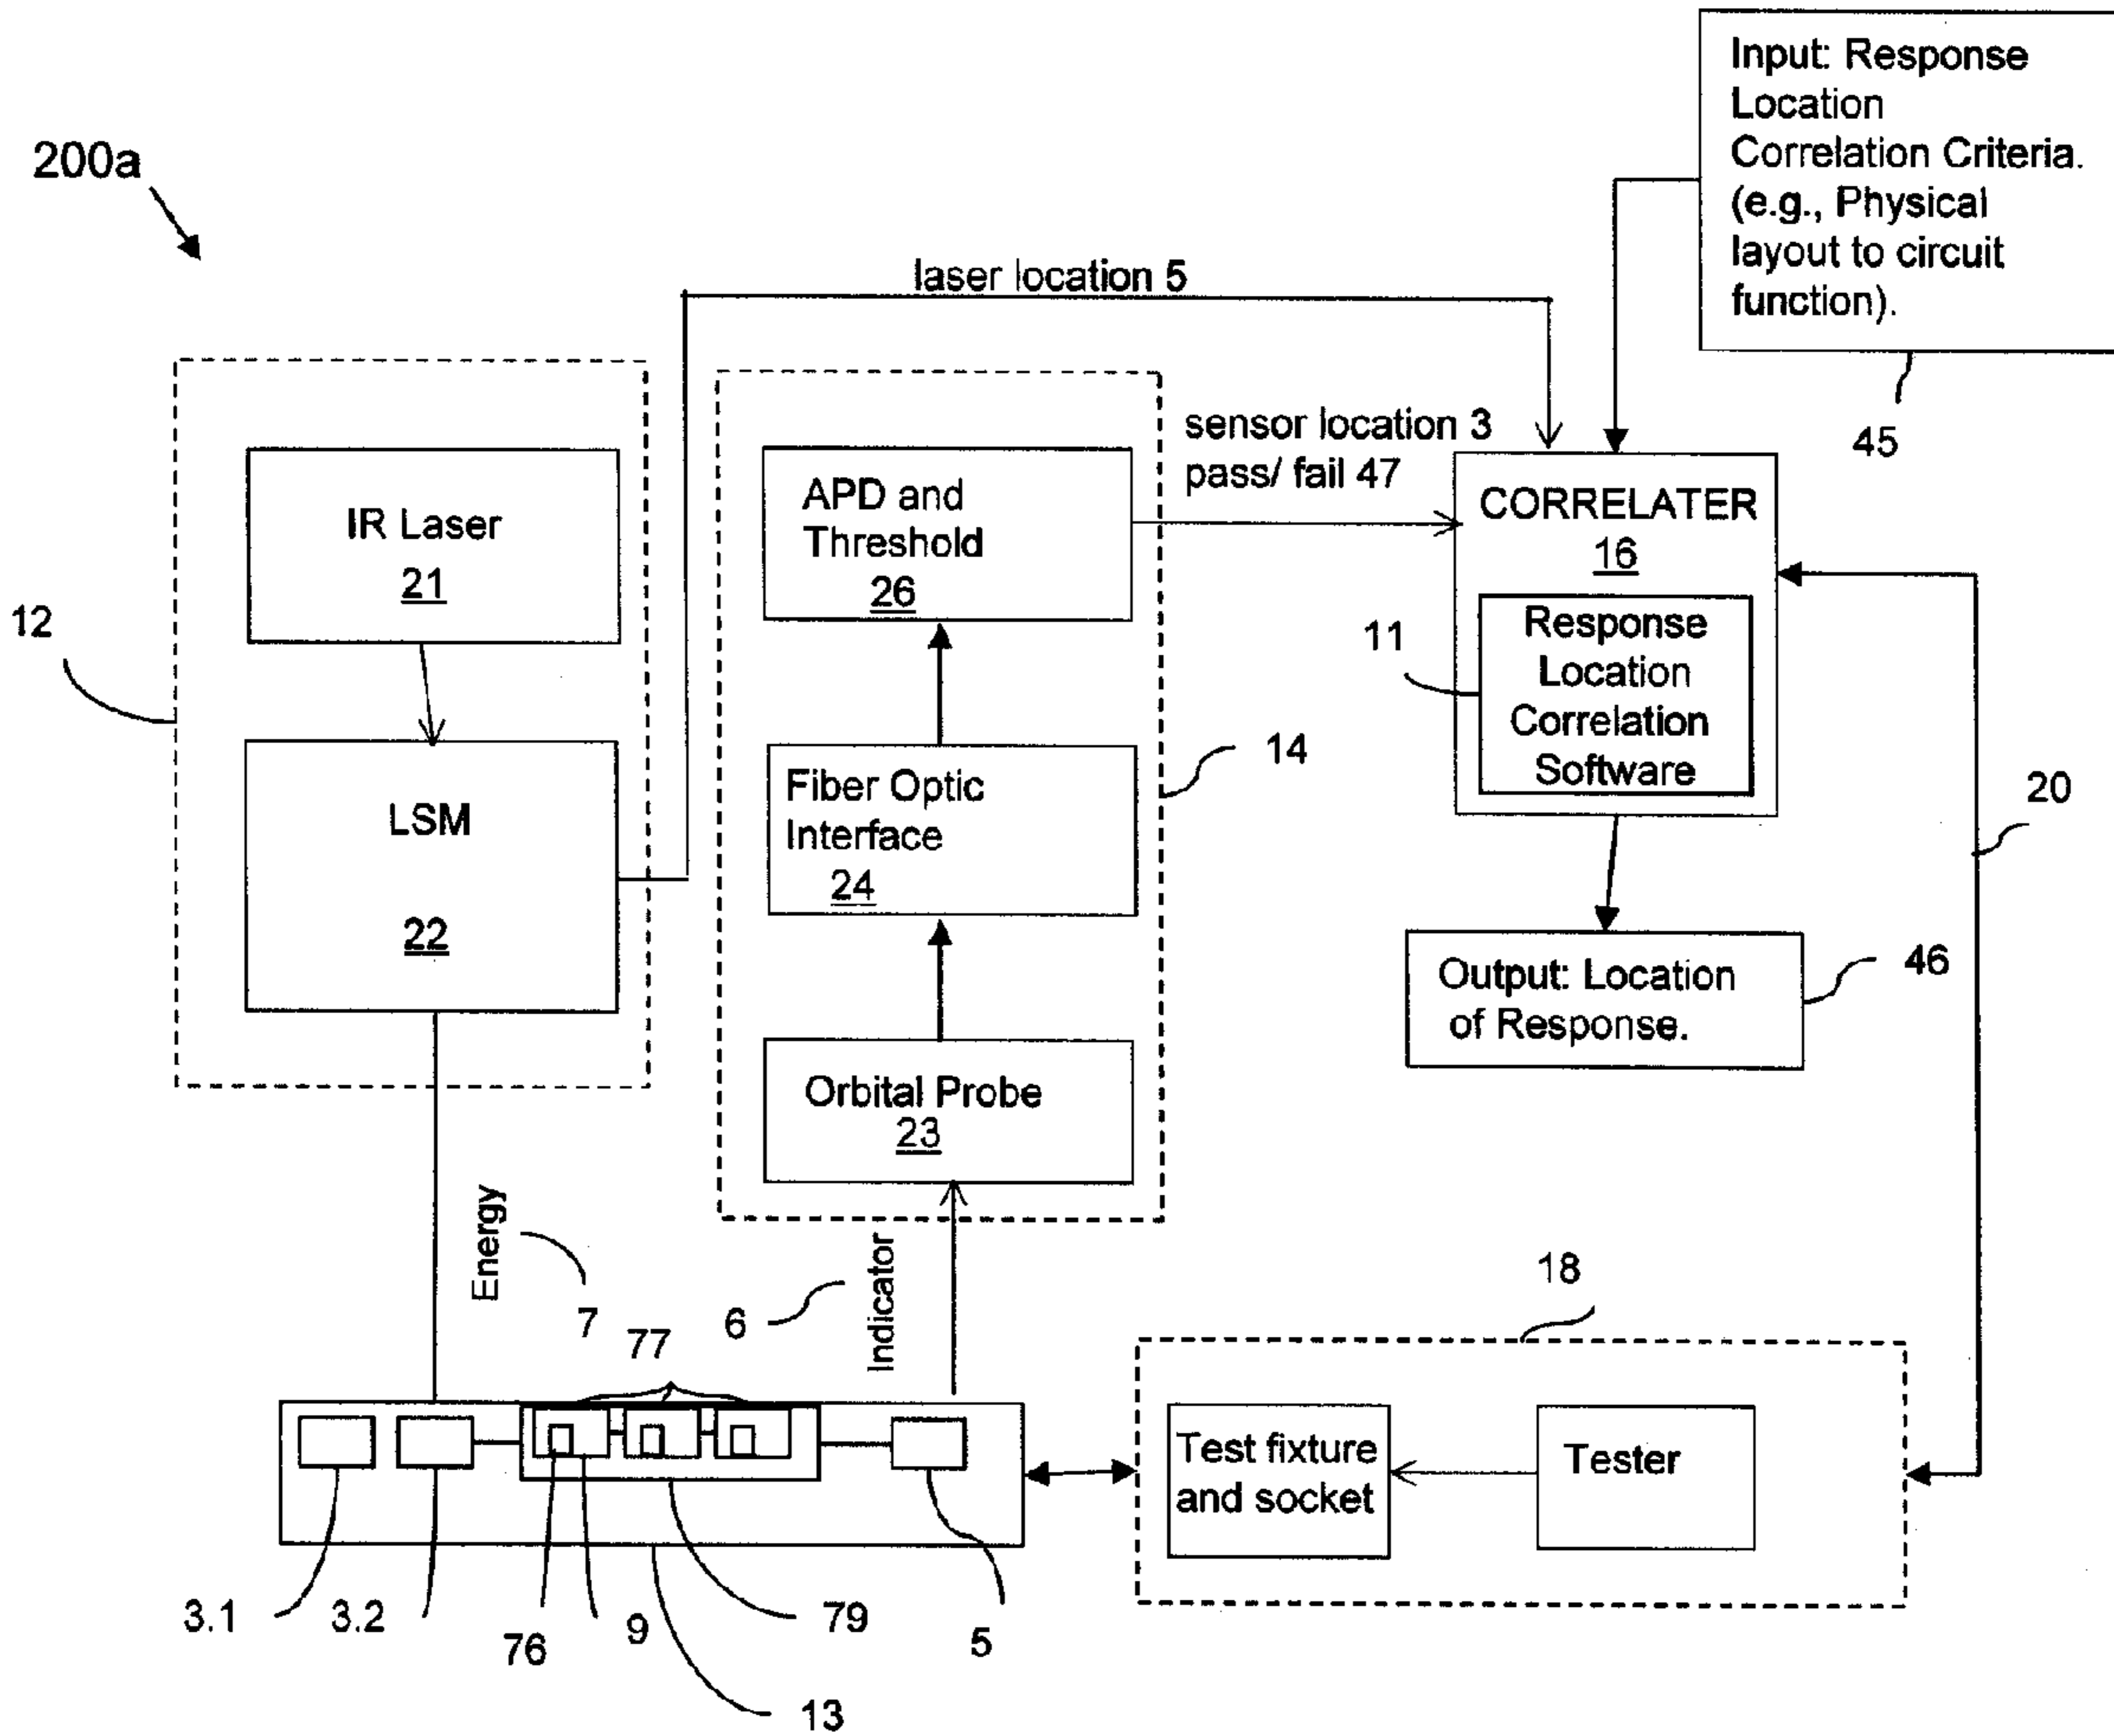 200a
Input: Response
Location
Correlation Criteria.
(e.g., Physical
layout to circuit
function).
45
laser location 5
12
IR Laser
21
LSM
22
APD and
Threshold
26
Fiber Optic
Interface
24
Orbital Probe
23
14
sensor location 3
pass/ fail 47
CORRELATER
16
11
Response
Location
Correlation
Software
20
Output: Location
of Response.
46
Energy
7
77
6
Indicator
18
Test fixture
and socket
Tester
3.1
3.2
76
9
79
5
13